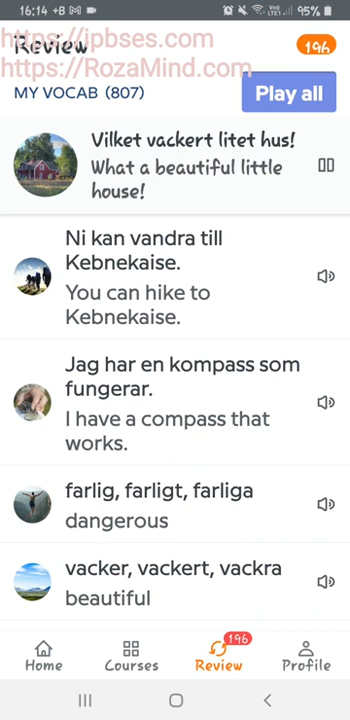 16:14 +B M
95%
https://jpbses.com
Review
196
https://RozaMind.com
MY VOCAB (807)
Play all
Vilket vackert litet hus!
What a beautiful little
house!
Ni kan vandra till
Kebnekaise.
You can hike to
Kebnekaise.
Jag har en kompass som
fungerar.
I have a compass that
works.
farlig, farligt, farliga
dangerous
vacker, vackert, vackra
beautiful
196
Home
Courses
Review
Profile